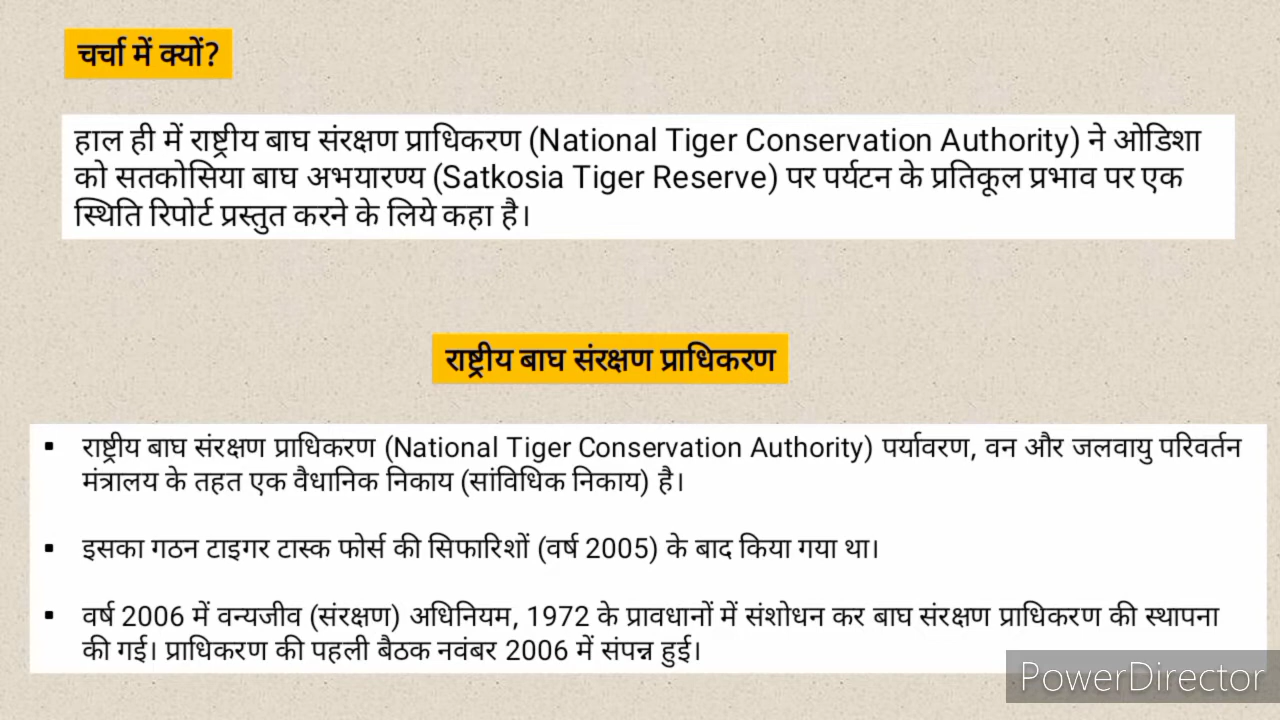 चर्चा में क्यों?
हाल ही में राष्ट्रीय बाघ संरक्षण प्राधिकरण (National Tiger Conservation Authority) ने ओडिशा
को सतकोसिया बाघ अभयारण्य (Satkosia Tiger Reserve) पर पर्यटन के प्रतिकूल प्रभाव पर एक
स्थिति रिपोर्ट प्रस्तुत करने के लिये कहा है।
राष्ट्रीय बाघ संरक्षण प्राधिकरण
▪ राष्ट्रीय बाघ संरक्षण प्राधिकरण (National Tiger Conservation Authority) पर्यावरण, वन और जलवायु परिवर्तन
मंत्रालय के तहत एक वैधानिक निकाय (सांविधिक निकाय) है।
▪ इसका गठन टाइगर टास्क फोर्स की सिफारिशों (वर्ष 2005) के बाद किया गया था।
▪ वर्ष 2006 में वन्यजीव (संरक्षण) अधिनियम, 1972 के प्रावधानों में संशोधन कर बाघ संरक्षण प्राधिकरण की स्थापना
की गई। प्राधिकरण की पहली बैठक नवंबर 2006 में संपन्न हुई।
PowerDirector